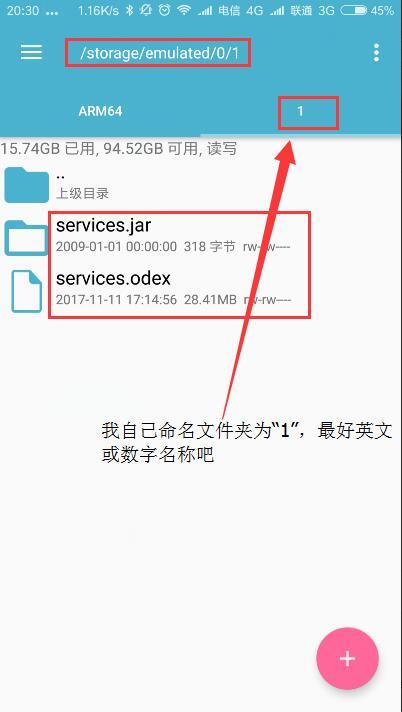 20:30 ... 1.16K/s 电信 4G 联通 3G 45%
/storage/emulated/0/1
ARM64 1
15.74GB 已用, 94.52GB 可用, 读写
..
上级目录
services.jar
2009-01-01 00:00:00 318 字节 rw-rw----
services.odex
2017-11-11 17:14:56 28.41MB rw-rw----
我自己命名文件夹为“1”，最好英文
或数字名称吧